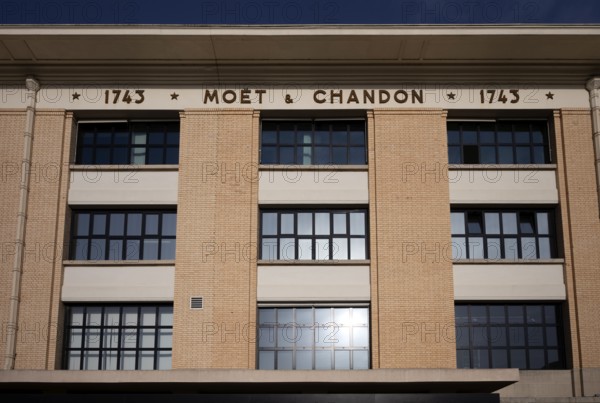 ★ 1743 ★ MOËT & CHANDON ★ 1743 ★